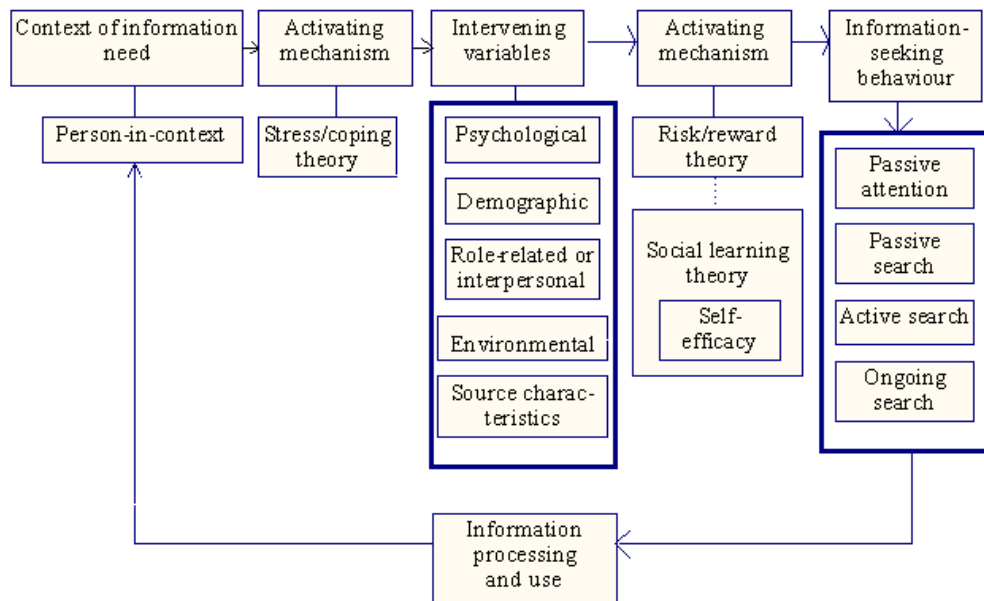 Context of information
need
Activating
mechanism
Intervening
variables
Activating
mechanism
Information-
seeking
behaviour
Person-in-context
Stress/coping
theory
Psychological
Demographic
Role-related or
interpersonal
Environmental
Source charac-
teristics
Risk/reward
theory
Social learning
theory
Self-
efficacy
Passive
attention
Passive
search
Active search
Ongoing
search
Information
processing
and use